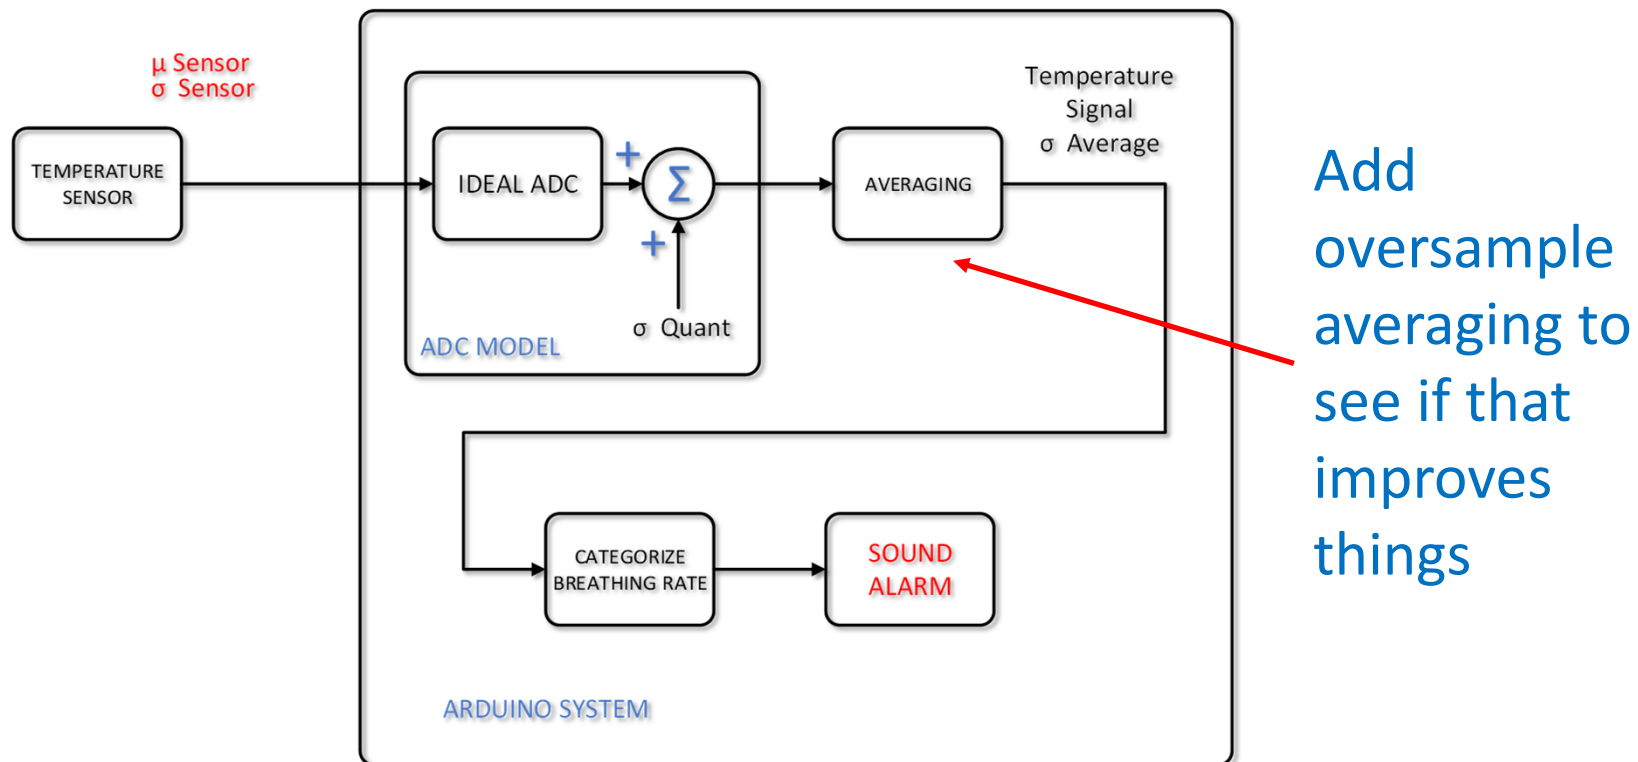 μ Sensor
σ Sensor
TEMPERATURE
SENSOR
IDEAL ADC
+
Σ
+
σ Quant
ADC MODEL
AVERAGING
Temperature
Signal
σ Average
CATEGORIZE
BREATHING RATE
SOUND
ALARM
ARDUINO SYSTEM
Add
oversample
averaging to
see if that
improves
things